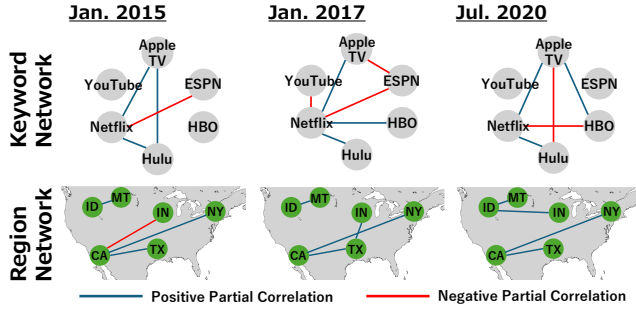 Jan. 2015 Jan. 2017 Jul. 2020
Keyword
Network
Apple
TV
YouTube ESPN
Netflix HBO
Hulu
Apple
TV
YouTube ESPN
Netflix HBO
Hulu
Apple
TV
YouTube ESPN
Netflix HBO
Hulu
Region
Network
ID MT IN NY
CA TX
ID MT IN NY
CA TX
ID MT IN NY
CA TX
Positive Partial Correlation Negative Partial Correlation